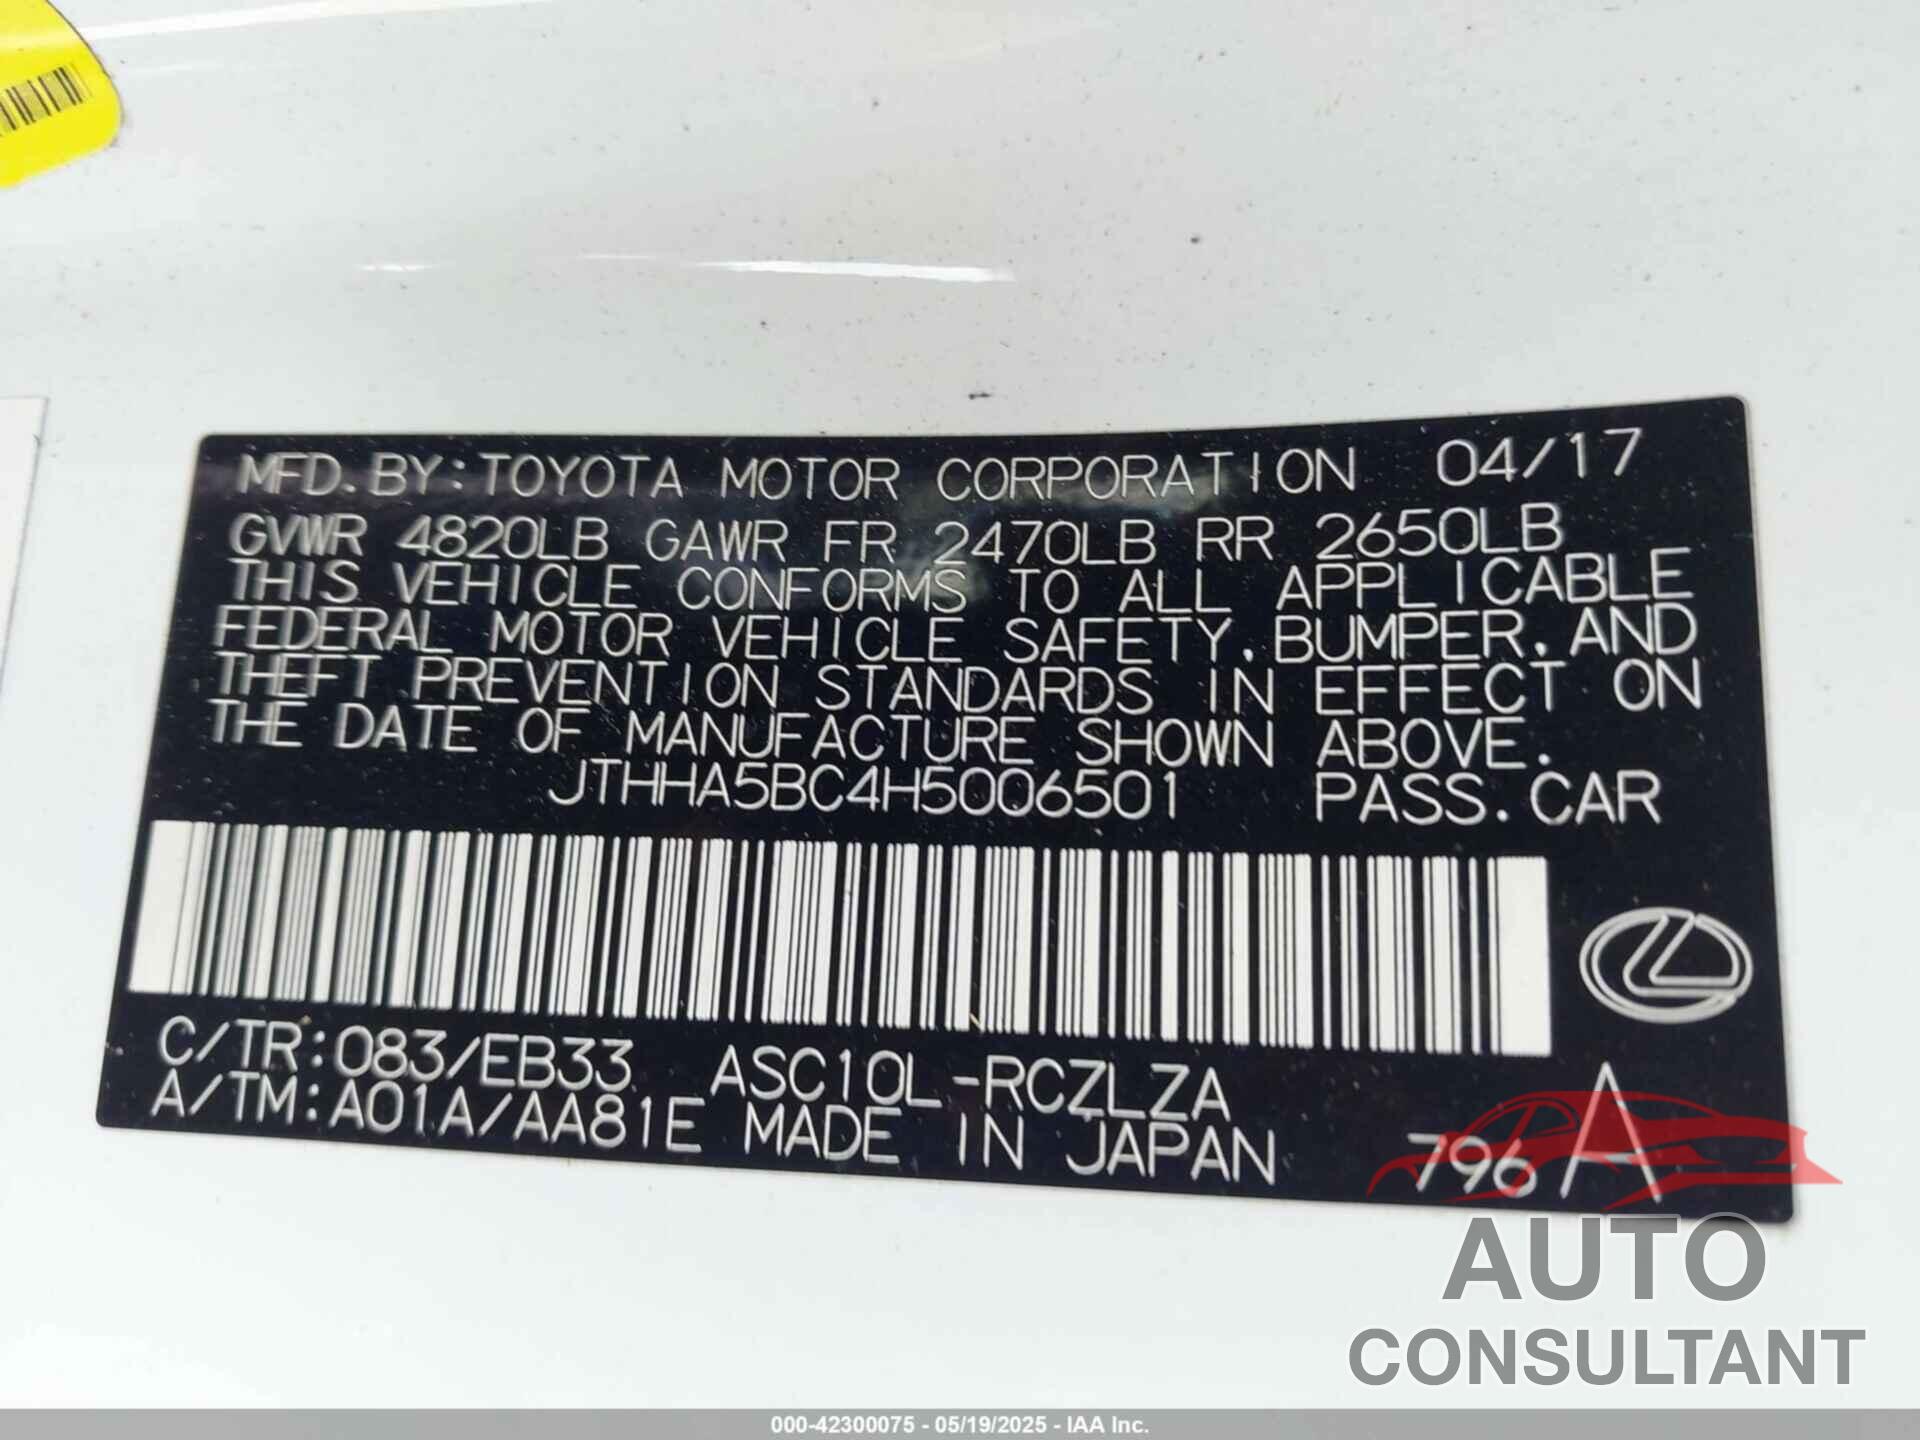 MFD. BY: TOYOTA MOTOR CORPORATION 04/17
GVWR 4820LB GAWR FR 2470LB RR 2650LB
THIS VEHICLE CONFORMS TO ALL APPLICABLE
FEDERAL MOTOR VEHICLE SAFETY, BUMPER, AND
THEFT PREVENTION STANDARDS IN EFFECT ON
THE DATE OF MANUFACTURE SHOWN ABOVE.
JTHHA5BC4H5006501 PASS. CAR
C/TR: 083/EB33 ASC10L-RCZLZA
A/TM: A01A/AA81E MADE IN JAPAN 796 A
AUTO
CONSULTANT
000-42300075 - 05/19/2025 - IAA Inc.